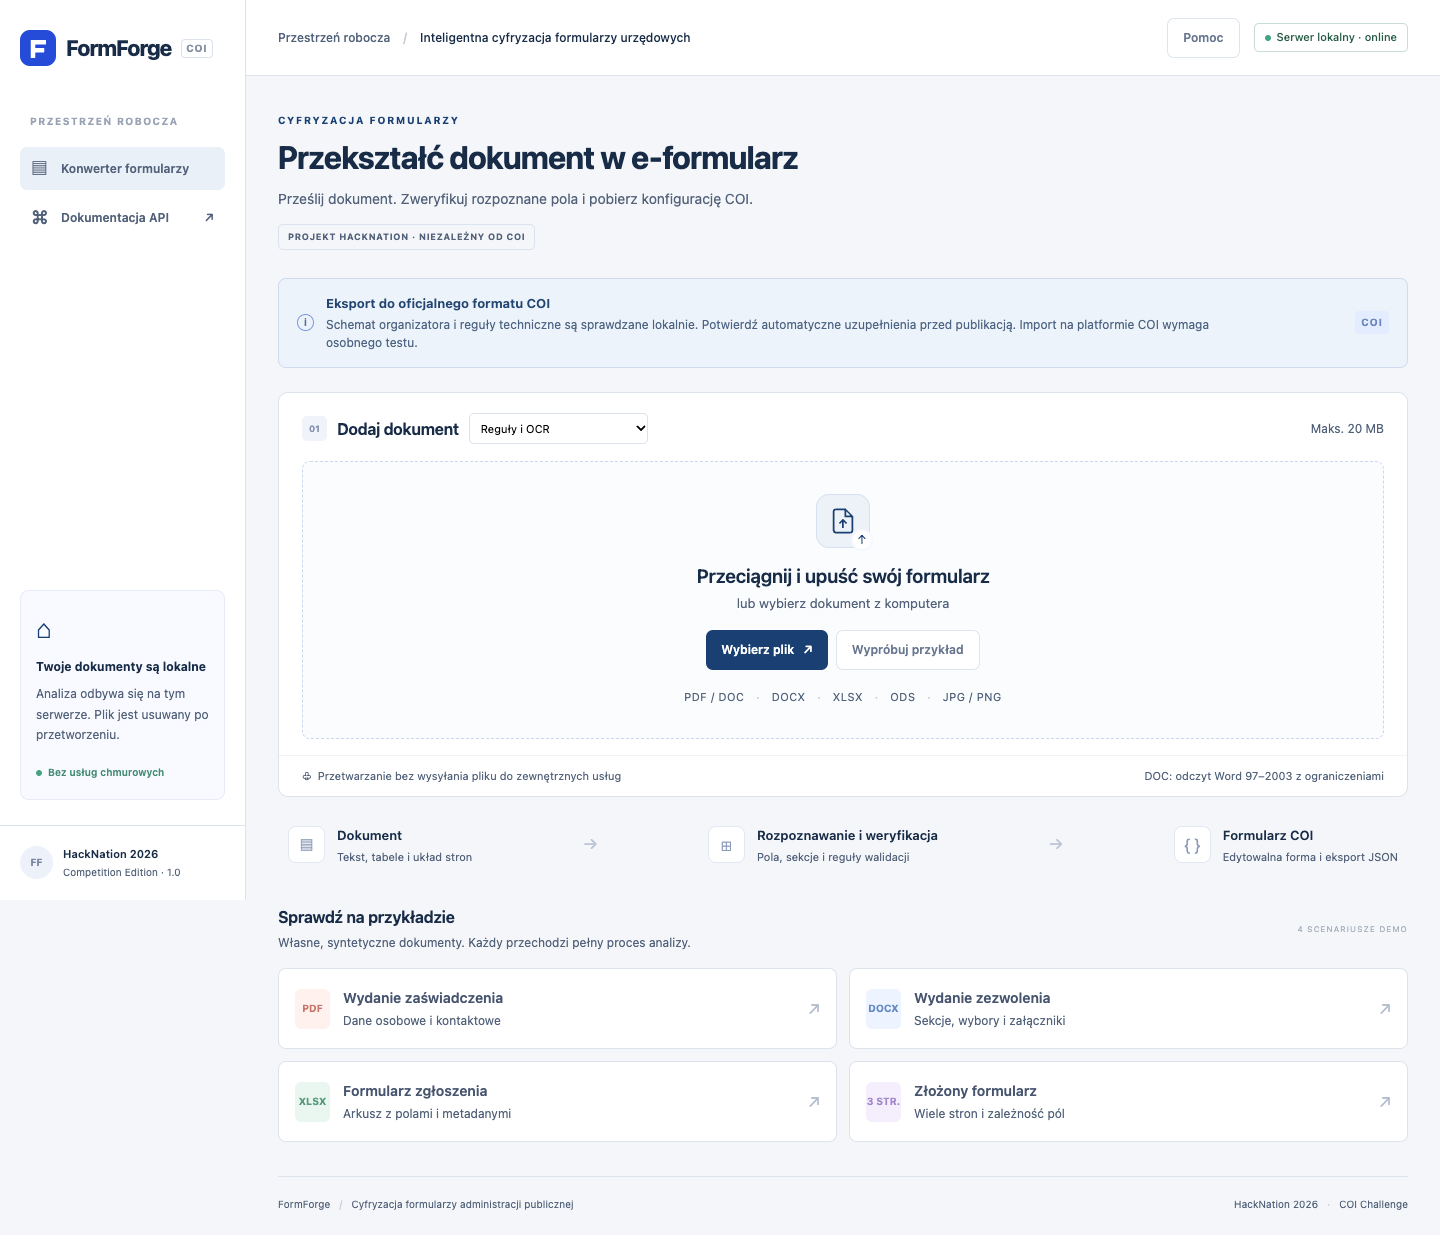 F FormForge COI
PRZESTRZEŃ ROBOCZA
Konwerter formularzy
Dokumentacja API
Twoje dokumenty są lokalne
Analiza odbywa się na tym
serwerze. Plik jest usuwany po
przetworzeniu.
Bez usług chmurowych
FF
HackNation 2026
Competition Edition · 1.0
Przestrzeń robocza / Inteligentna cyfryzacja formularzy urzędowych
Pomoc
Serwer lokalny · online
CYFRYZACJA FORMULARZY
Przekształć dokument w e-formularz
Prześlij dokument. Zweryfikuj rozpoznane pola i pobierz konfigurację COI.
PROJEKT HACKNATION · NIEZALEŻNY OD COI
Eksport do oficjalnego formatu COI
Schemat organizatora i reguły techniczne są sprawdzane lokalnie. Potwierdź automatyczne uzupełnienia przed publikacją. Import na platformie COI wymaga
osobnego testu.
COI
01 Dodaj dokument Reguły i OCR Maks. 20 MB
Przeciągnij i upuść swój formularz
lub wybierz dokument z komputera
Wybierz plik Wypróbuj przykład
PDF / DOC · DOCX · XLSX · ODS · JPG / PNG
Przetwarzanie bez wysyłania pliku do zewnętrznych usług
DOC: odczyt Word 97–2003 z ograniczeniami
Dokument
Tekst, tabele i układ stron
Rozpoznawanie i weryfikacja
Pola, sekcje i reguły walidacji
{ }
Formularz COI
Edytowalna forma i eksport JSON
Sprawdź na przykładzie
Własne, syntetyczne dokumenty. Każdy przechodzi pełny proces analizy.
4 SCENARIUSZE DEMO
PDF
Wydanie zaświadczenia
Dane osobowe i kontaktowe
DOCX
Wydanie zezwolenia
Sekcje, wybory i załączniki
XLSX
Formularz zgłoszenia
Arkusz z polami i metadanymi
3 STR.
Złożony formularz
Wiele stron i zależność pól
FormForge / Cyfryzacja formularzy administracji publicznej
HackNation 2026 · COI Challenge